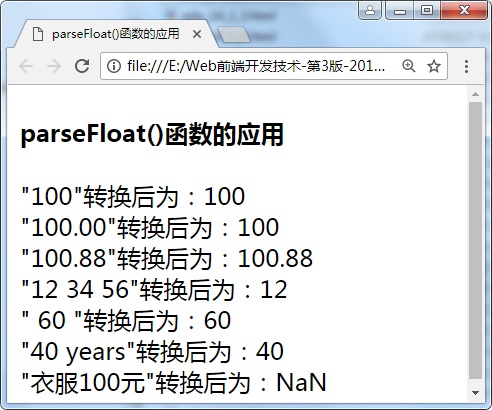 parseFloat()函数的应用
file:///E:/Web前端开发技术-第3版-201...
parseFloat()函数的应用
"100"转换后为：100
"100.00"转换后为：100
"100.88"转换后为：100.88
"12 34 56"转换后为：12
" 60 "转换后为：60
"40 years"转换后为：40
"衣服100元"转换后为：NaN